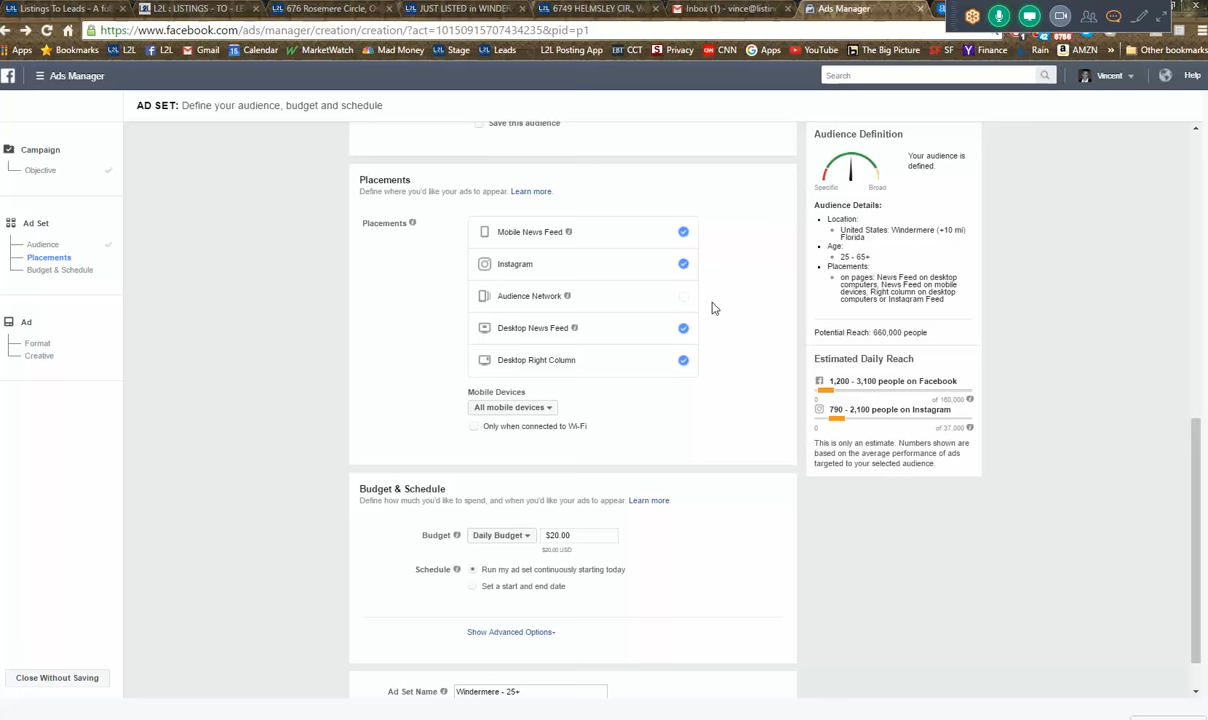 Listings To Leads - A fu
L2L : LISTINGS - TO - LE
676 Rosemere Circle, O
JUST LISTED in WINDER
6749 HELMSLEY CIR, W
Inbox (1) - vince@listin
Ads Manager
https://www.facebook.com/ads/manager/creation/creation/?act=10150915707434235&pid=p1
Apps
Bookmarks
L2L
L2L
Gmail
Calendar
MarketWatch
Mad Money
Stage
Leads
L2L Posting App
CCT
Privacy
CNN
Apps
YouTube
The Big Picture
SF
Finance
Rain
AMZN
»
Other bookmarks
Ads Manager
Search
Vincent
Help
AD SET: Define your audience, budget and schedule
Campaign
Objective
Ad Set
Audience
Placements
Budget & Schedule
Ad
Format
Creative
Close Without Saving
Save this audience
Placements
Define where you'd like your ads to appear. Learn more.
Placements
Mobile News Feed
Instagram
Audience Network
Desktop News Feed
Desktop Right Column
Mobile Devices
All mobile devices
Only when connected to Wi-Fi
Budget & Schedule
Define how much you'd like to spend, and when you'd like your ads to appear. Learn more.
Budget
Daily Budget
$20.00
$20.00 USD
Schedule
Run my ad set continuously starting today
Set a start and end date
Show Advanced Options
Ad Set Name
Windermere - 25+
Audience Definition
Your audience is
defined.
Specific
Broad
Audience Details:
Location:
United States: Windermere (+10 mi)
Florida
Age:
25 - 65+
Placements:
on pages: News Feed on desktop
computers, News Feed on mobile
devices, Right column on desktop
computers or Instagram Feed
Potential Reach: 660,000 people
Estimated Daily Reach
1,200 - 3,100 people on Facebook
0
of 160,000
790 - 2,100 people on Instagram
0
of 37,000
This is only an estimate. Numbers shown are
based on the average performance of ads
targeted to your selected audience.